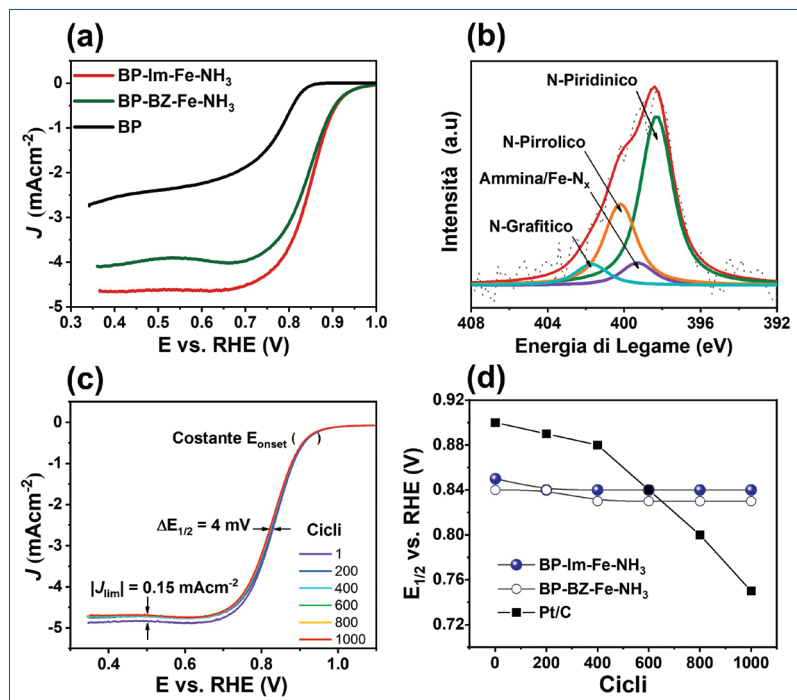 (a)
BP-Im-Fe-NH3
BP-BZ-Fe-NH3
BP
0
-1
-2
-3
-4
-5
J (mAcm-2)
0.3 0.4 0.5 0.6 0.7 0.8 0.9 1.0
E vs. RHE (V)
(b)
N-Piridinico
N-Pirrolico
Ammina/Fe-Nx
N-Grafitico
Intensità (a.u)
408 404 400 396 392
Energia di Legame (eV)
(c)
Costante Eonset ( )
ΔE1/2 = 4 mV
|Jlim| = 0.15 mAcm-2
Cicli
1
200
400
600
800
1000
0
-1
-2
-3
-4
-5
J (mAcm-2)
0.4 0.6 0.8 1.0
E vs. RHE (V)
(d)
0.92
0.88
0.84
0.80
0.76
0.72
E1/2 vs. RHE (V)
BP-Im-Fe-NH3
BP-BZ-Fe-NH3
Pt/C
0 200 400 600 800 1000
Cicli